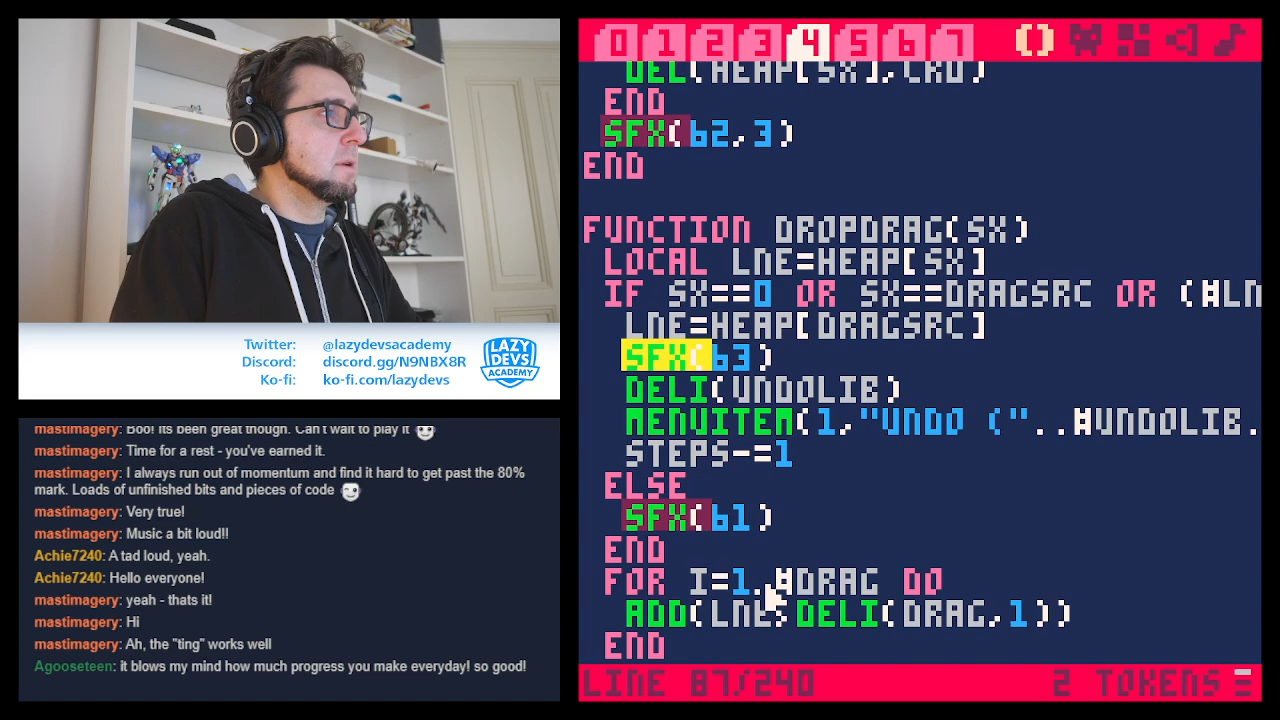 Twitter: @lazydevsacademy
Discord: discord.gg/N9NBX8R
Ko-fi: ko-fi.com/lazydevs
LAZY DEVS ACADEMY
mastimagery: Boo! Its been great though. Can't wait to play it
mastimagery: Time for a rest - you've earned it.
mastimagery: I always run out of momentum and find it hard to get past the 80%
mark. Loads of unfinished bits and pieces of code
mastimagery: Very true!
mastimagery: Music a bit loud!!
Achie7240: A tad loud, yeah.
Achie7240: Hello everyone!
mastimagery: yeah - thats it!
mastimagery: Hi
mastimagery: Ah, the "ting" works well
Agooseteen: it blows my mind how much progress you make everyday! so good!
0 1 2 3 4 5 6 7 ()
DEL(HEAP[SX],CRD)
END
SFX(62,3)
END
FUNCTION DROPDRAG(SX)
LOCAL LNE=HEAP[SX]
IF SX==0 OR SX==DRAGSRC OR (#LN
LNE=HEAP[DRAGSRC]
SFX(63)
DELI(UNDOLIB)
MENUITEM(1,"UNDO ("..#UNDOLIB.
STEPS-=1
ELSE
SFX(61)
END
FOR I=1,#DRAG DO
ADD(LNE,DELI(DRAG,1))
END
LINE 87/240
2 TOKENS